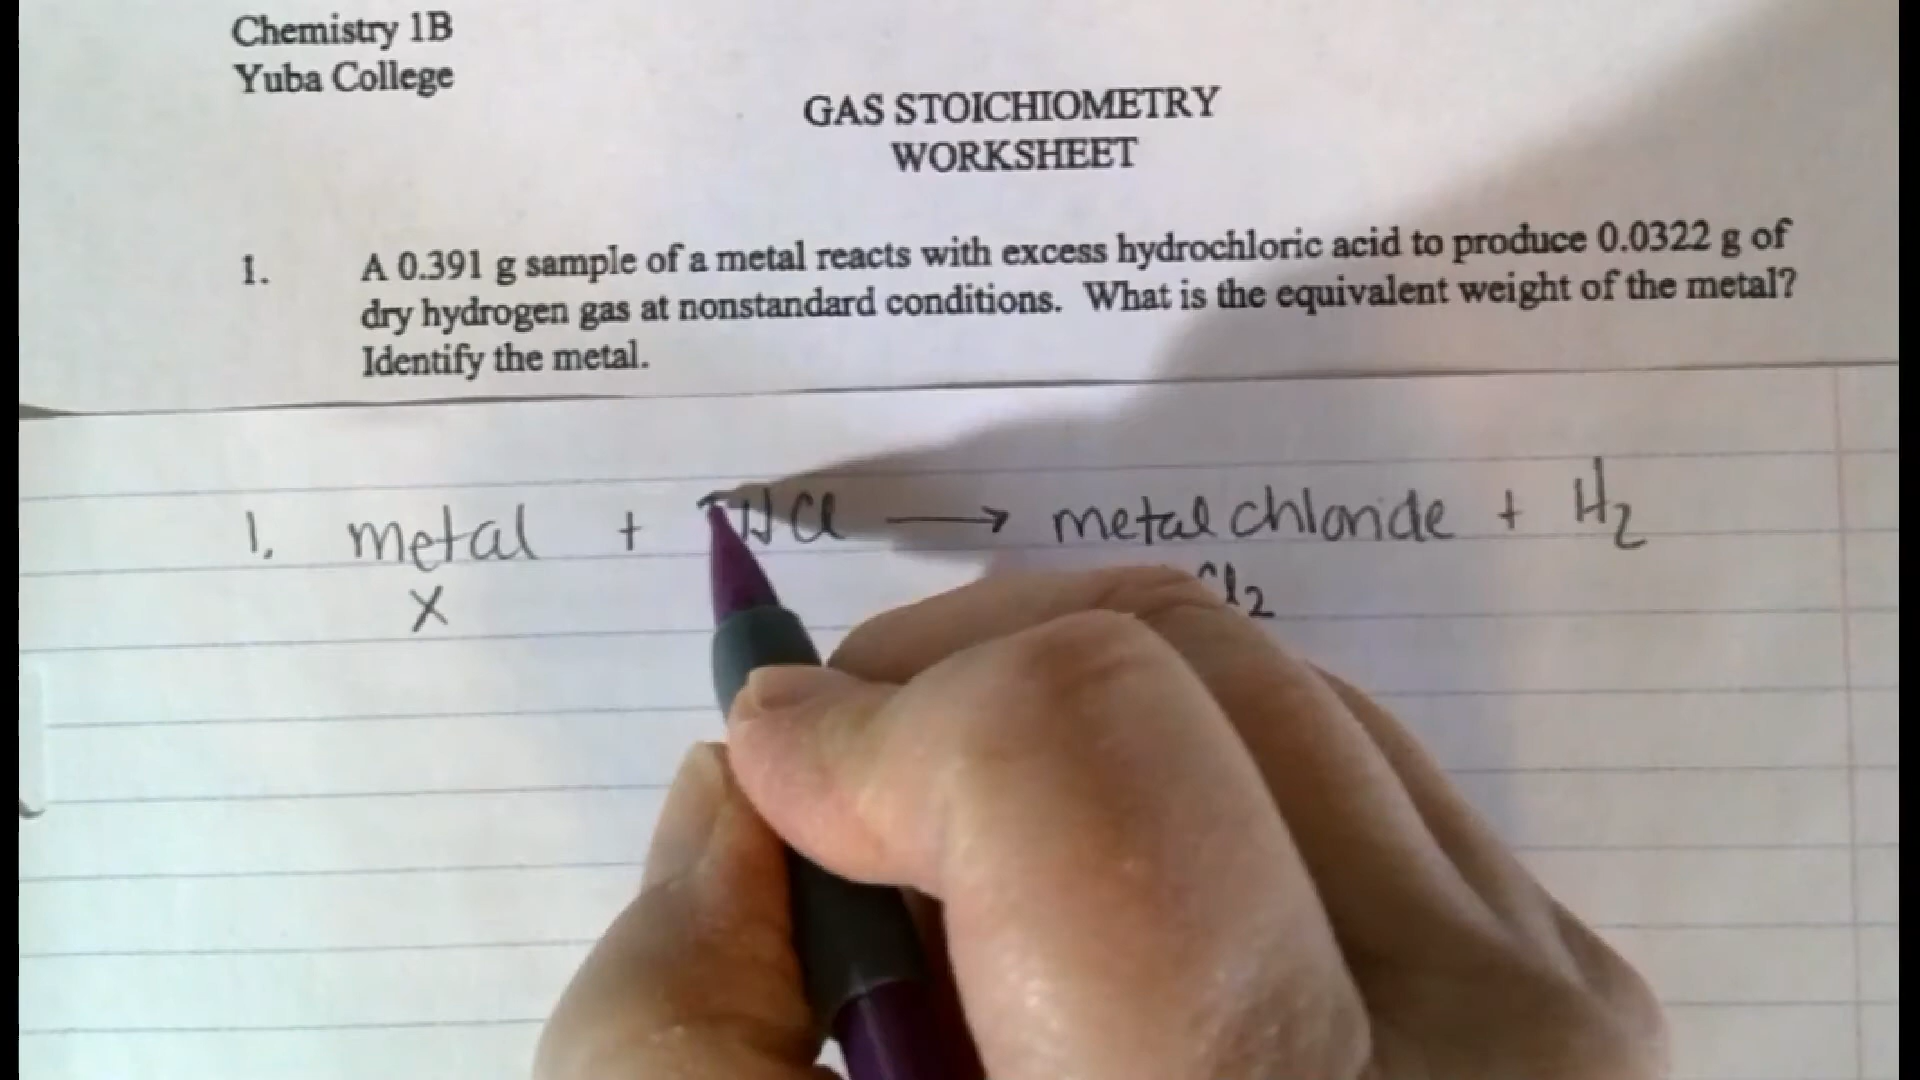 Chemistry 1B
Yuba College
GAS STOICHIOMETRY
WORKSHEET
1. A 0.391 g sample of a metal reacts with excess hydrochloric acid to produce 0.0322 g of
dry hydrogen gas at nonstandard conditions. What is the equivalent weight of the metal?
Identify the metal.
1. metal + HCl → metal chloride + H₂
X Cl₂